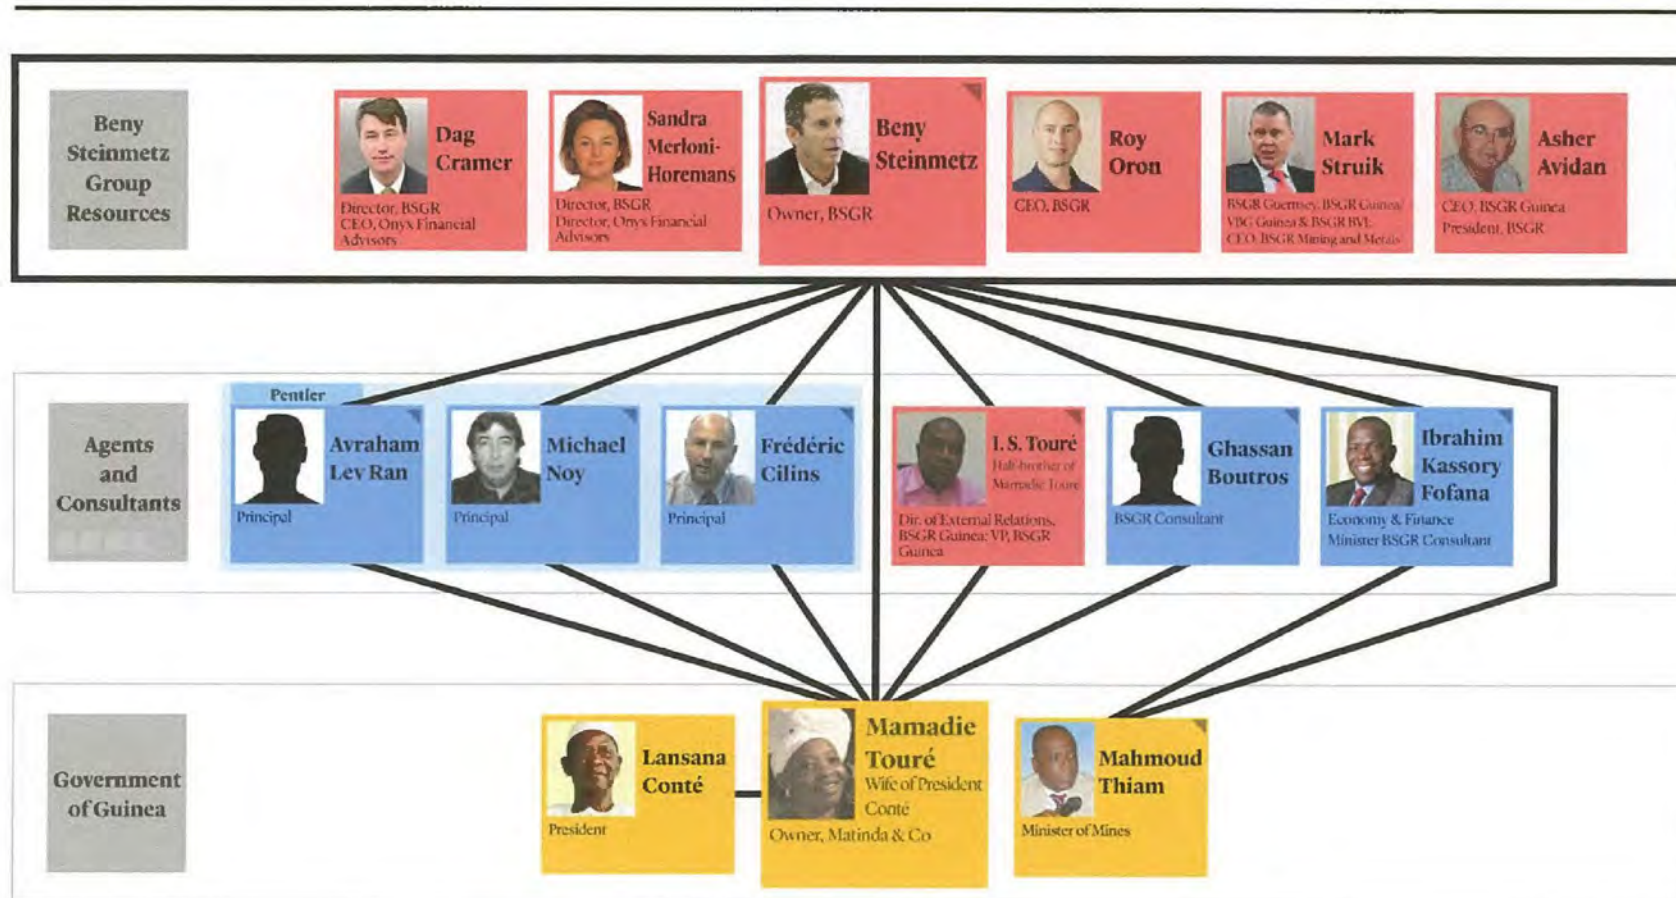 Beny
Steinmetz
Group
Resources
Dag
Cramer
Director, BSGR
CEO, Onyx Financial
Advisors
Sandra
Merloni-
Horemans
Director, BSGR
Director, Onyx Financial
Advisors
Beny
Steinmetz
Owner, BSGR
Roy
Oron
CEO, BSGR
Mark
Struik
BSGR Guernsey, BSGR Guinea/
VBG Guinea & BSGR BVI;
CEO BSGR Mining and Metals
Asher
Avidan
CEO, BSGR Guinea
President, BSGR
Agents
and
Consultants
Pentler
Avraham
Lev Ran
Principal
Michael
Noy
Principal
Frédéric
Cilins
Principal
I. S. Touré
Half-brother of
Mamadie Touré
Dir. of External Relations,
BSGR Guinea; VP, BSGR
Guinea
Ghassan
Boutros
BSGR Consultant
Ibrahim
Kassory
Fofana
Economy & Finance
Minister BSGR Consultant
Government
of Guinea
Lansana
Conté
President
Mamadie
Touré
Wife of President
Conté
Owner, Matinda & Co
Mahmoud
Thiam
Minister of Mines